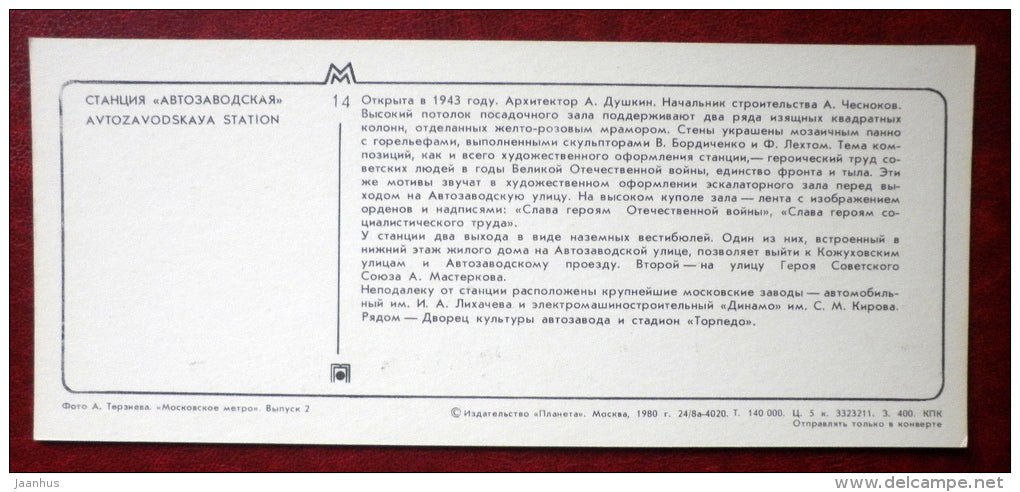 СТАНЦИЯ «АВТОЗАВОДСКАЯ»
AVTOZAVODSKAYA STATION
14
Открыта в 1943 году. Архитектор А. Душкин. Начальник строительства А. Чесноков.
Высокий потолок посадочного зала поддерживают два ряда изящных квадратных
колонн, отделанных желто-розовым мрамором. Стены украшены мозаичным панно
с горельефами, выполненными скульпторами В. Бордиченко и Ф. Лехтом. Тема ком-
позиций, как и всего художественного оформления станции,— героический труд со-
ветских людей в годы Великой Отечественной войны, единство фронта и тыла. Эти
же мотивы звучат в художественном оформлении эскалаторного зала перед вы-
ходом на Автозаводскую улицу. На высоком куполе зала — лента с изображением
орденов и надписями: «Слава героям Отечественной войны», «Слава героям со-
циалистического труда».
У станции два выхода в виде наземных вестибюлей. Один из них, встроенный в
нижний этаж жилого дома на Автозаводской улице, позволяет выйти к Кожуховским
улицам и Автозаводскому проезду. Второй — на улицу Героя Советского
Союза А. Мастеркова.
Неподалеку от станции расположены крупнейшие московские заводы — автомобиль-
ный им. И. А. Лихачева и электромашиностроительный «Динамо» им. С. М. Кирова.
Рядом — Дворец культуры автозавода и стадион «Торпедо».
Фото А. Терзиева. «Московское метро». Выпуск 2
© Издательство «Планета». Москва, 1980 г. 24/8а-4020. Т. 140 000. Ц. 5 к. 3323211. З. 400. КПК
Отправлять только в конверте
Jaanhus
delcampe.net